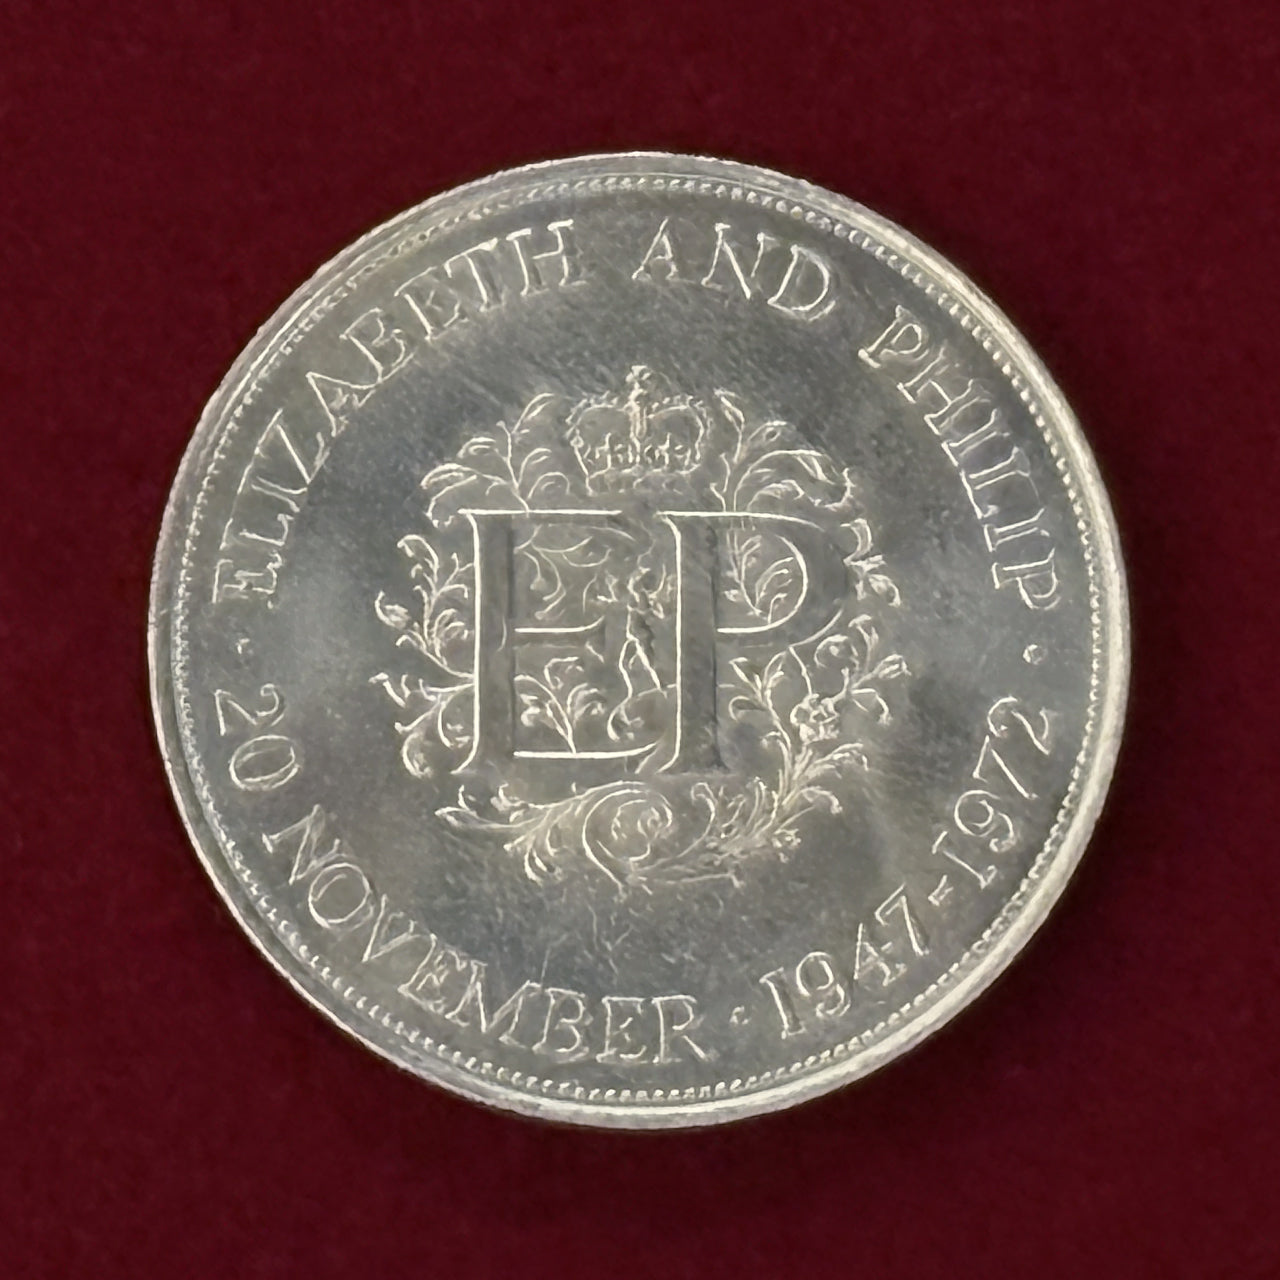 ELIZABETH AND PHILIP
· 20 NOVEMBER · 1947-1972 ·
EP